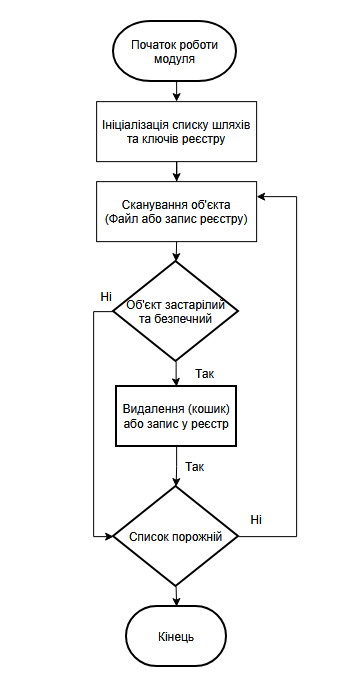 Початок роботи
модуля
Ініціалізація списку шляхів
та ключів реєстру
Сканування об'єкта
(Файл або запис реєстру)
Ні
Об'єкт застарілий
та безпечний
Так
Видалення (кошик)
або запис у реєстр
Так
Ні
Список порожній
Кінець